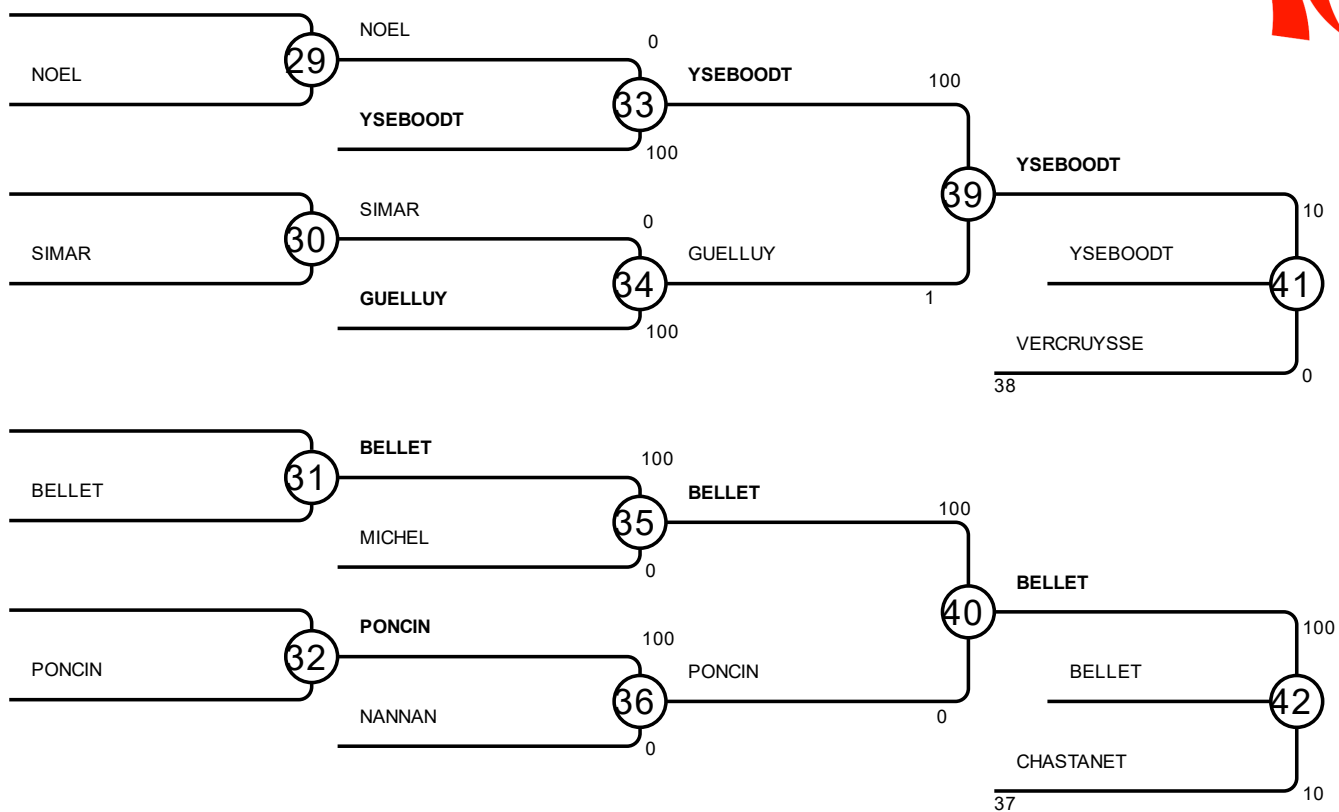 NOEL
0
29
NOEL
YSEBOODT
100
33
YSEBOODT
100
YSEBOODT
39
SIMAR
0
10
30
SIMAR
GUELLUY
YSEBOODT
34
41
GUELLUY
1
100
VERCRUYSSE
38
0
BELLET
100
31
BELLET
BELLET
100
35
MICHEL
0
BELLET
40
PONCIN
100
100
32
PONCIN
PONCIN
BELLET
36
42
NANNAN
0
0
CHASTANET
37
10